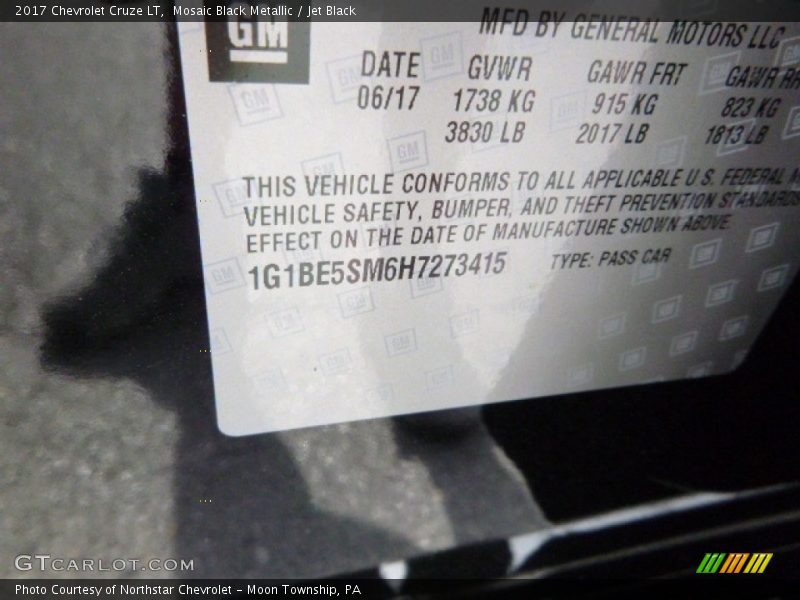 2017 Chevrolet Cruze LT, Mosaic Black Metallic / Jet Black
GM
MFD BY GENERAL MOTORS LLC
DATE GVWR GAWR FRT GAWR RR
06/17 1738 KG 915 KG 823 KG
3830 LB 2017 LB 1813 LB
THIS VEHICLE CONFORMS TO ALL APPLICABLE U.S. FEDERAL M
VEHICLE SAFETY, BUMPER, AND THEFT PREVENTION STANDARDS
EFFECT ON THE DATE OF MANUFACTURE SHOWN ABOVE.
1G1BE5SM6H7273415 TYPE: PASS CAR
GTCARLOT.COM
Photo Courtesy of Northstar Chevrolet – Moon Township, PA